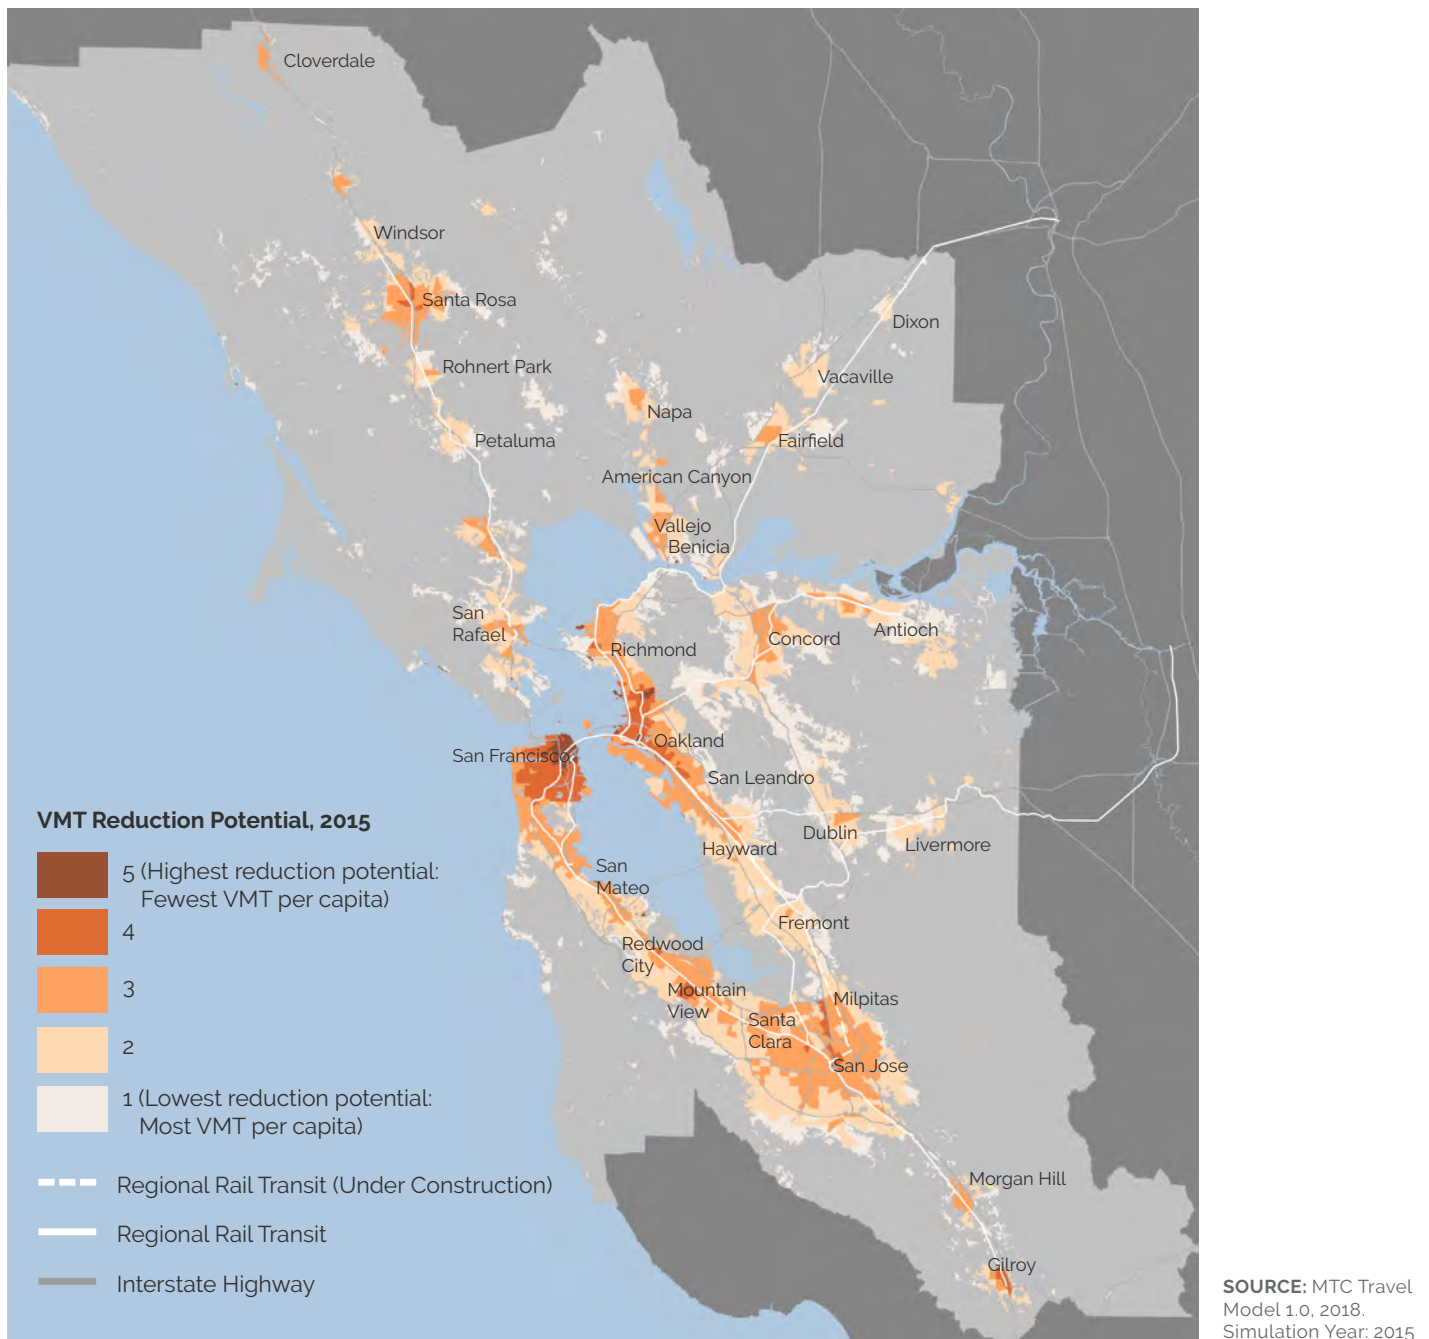 Cloverdale
Windsor
Santa Rosa
Dixon
Rohnert Park
Vacaville
Napa
Petaluma
Fairfield
American Canyon
Vallejo
Benicia
San
Rafael
Antioch
Concord
Richmond
Oakland
San Francisco
San Leandro
Dublin
Livermore
Hayward
San
Mateo
Fremont
Redwood
City
Mountain
View
Milpitas
Santa
Clara
San Jose
Morgan Hill
Gilroy
VMT Reduction Potential, 2015
5 (Highest reduction potential:
Fewest VMT per capita)
4
3
2
1 (Lowest reduction potential:
Most VMT per capita)
Regional Rail Transit (Under Construction)
Regional Rail Transit
Interstate Highway
SOURCE: MTC Travel
Model 1.0, 2018.
Simulation Year: 2015